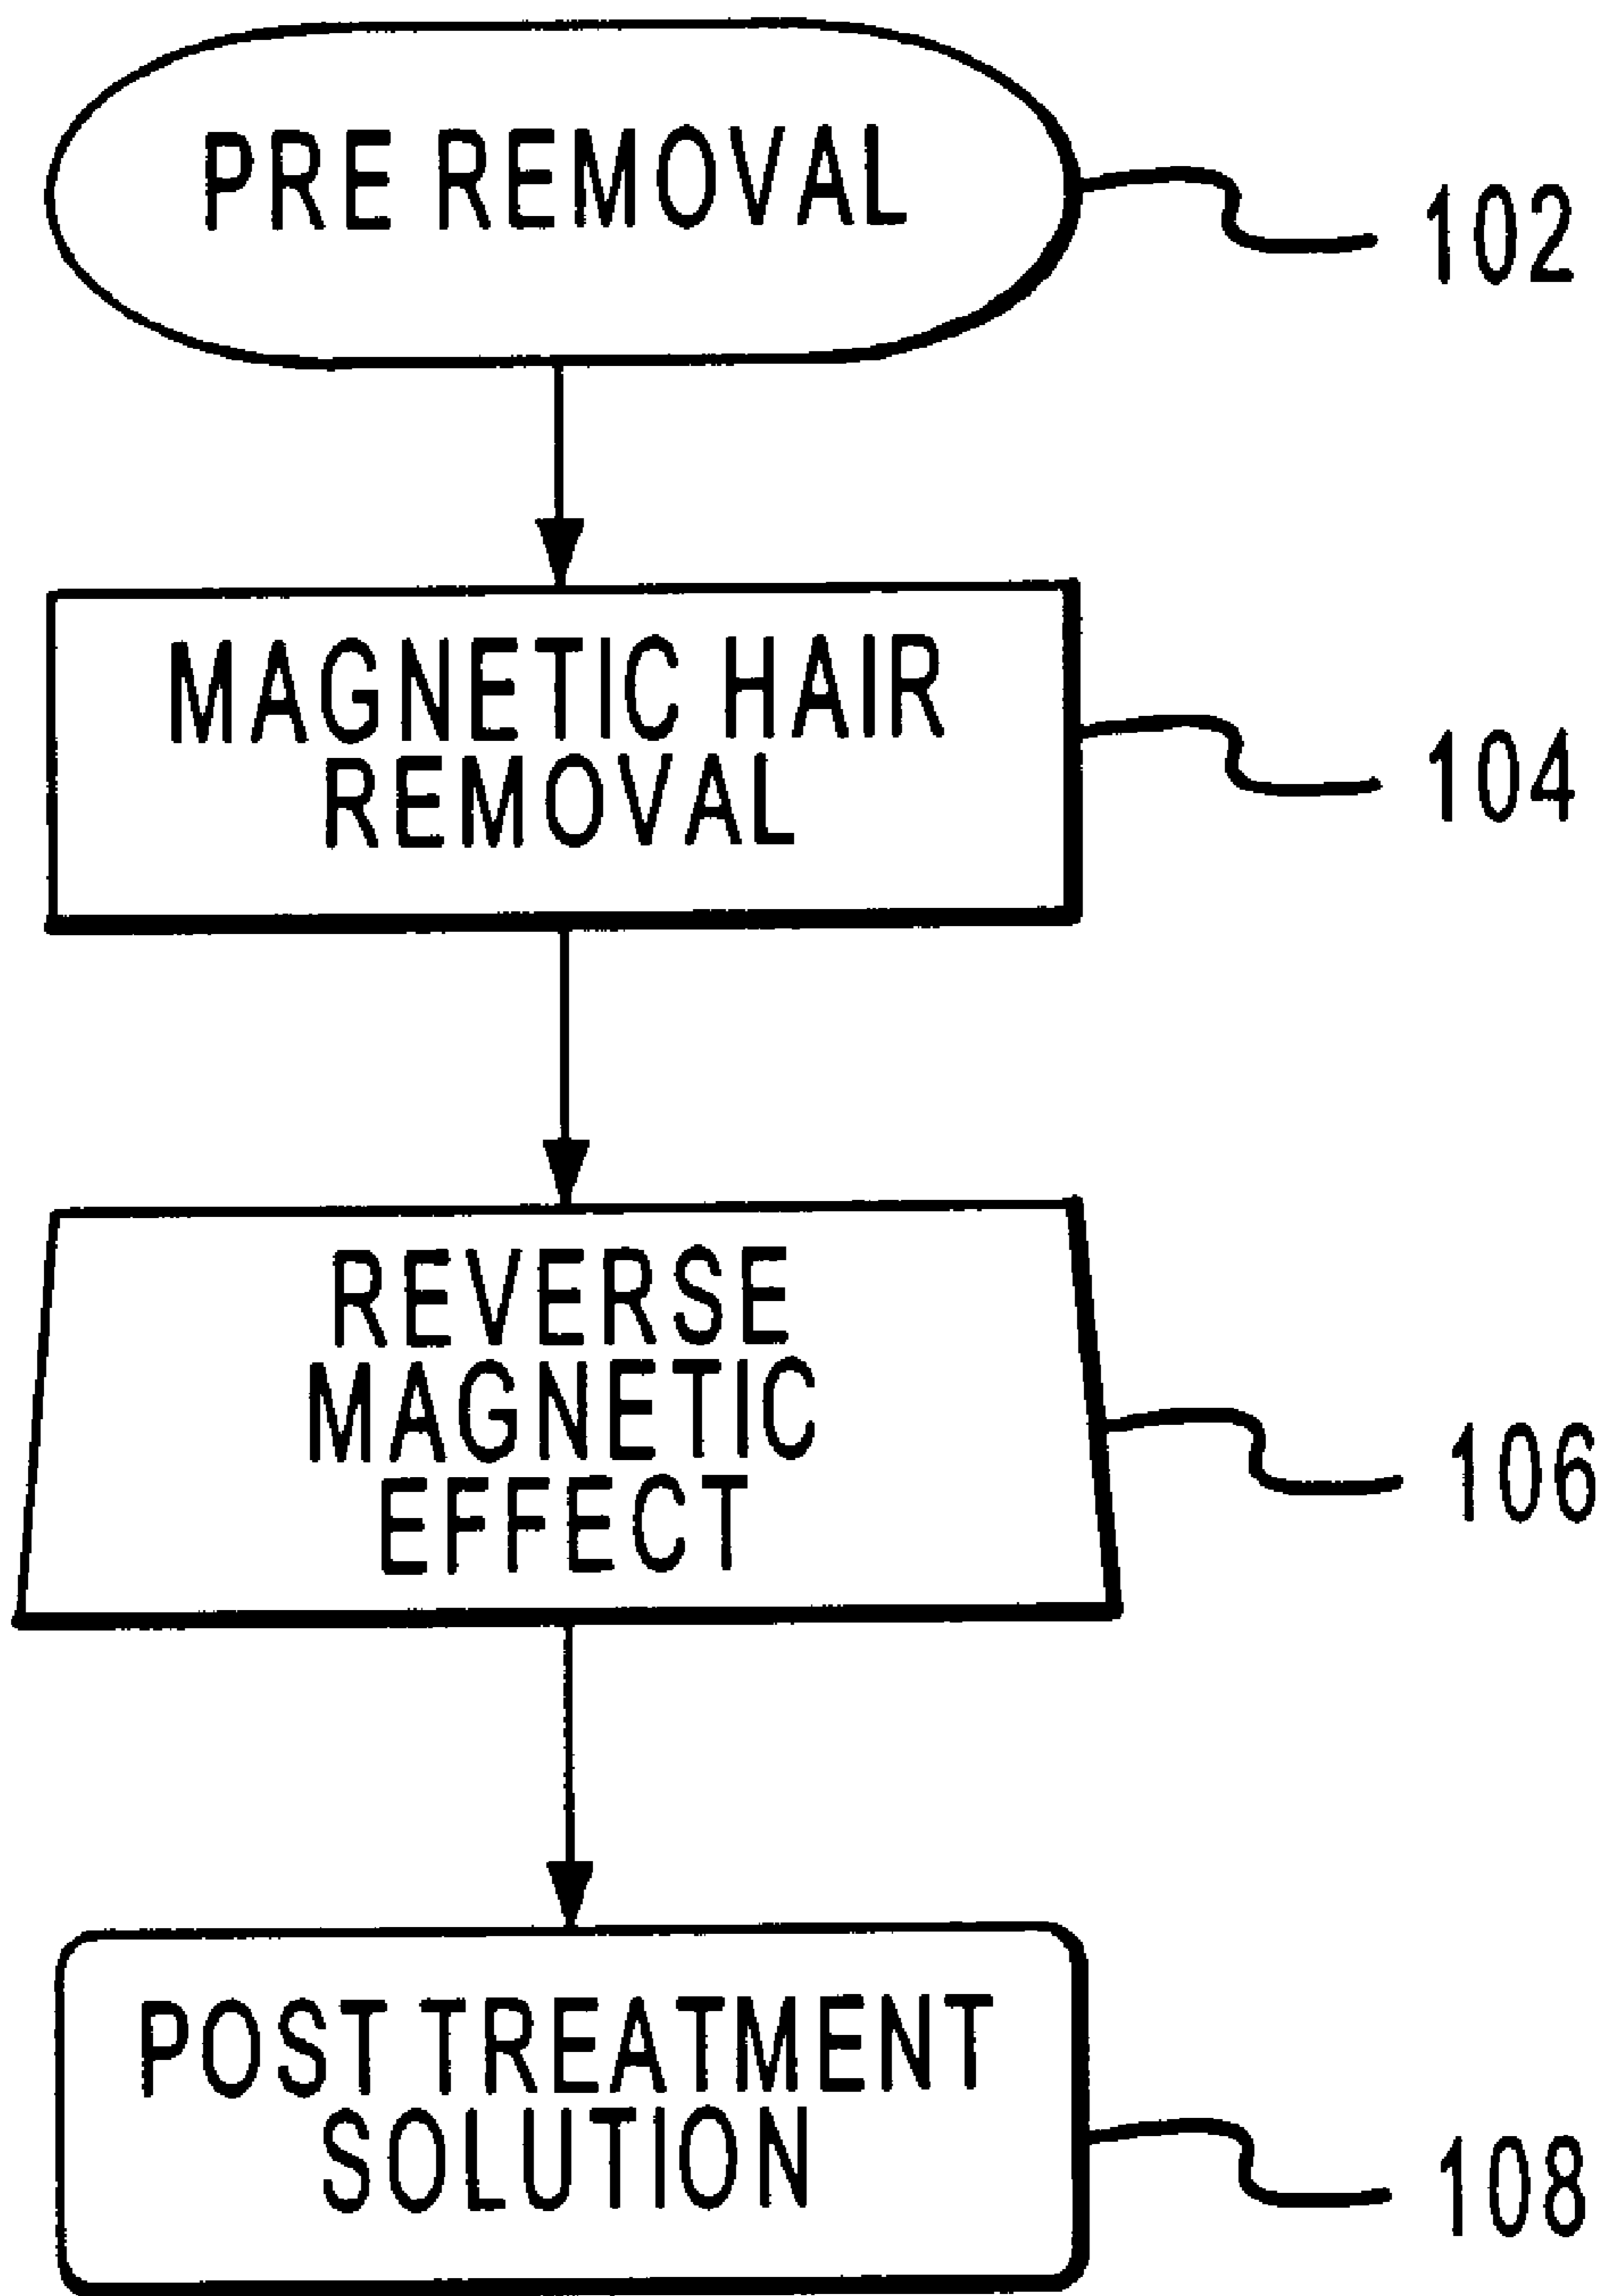 PRE REMOVAL
102
MAGNETIC HAIR
REMOVAL
104
REVERSE
MAGNETIC
EFFECT
106
POST TREATMENT
SOLUTION
108